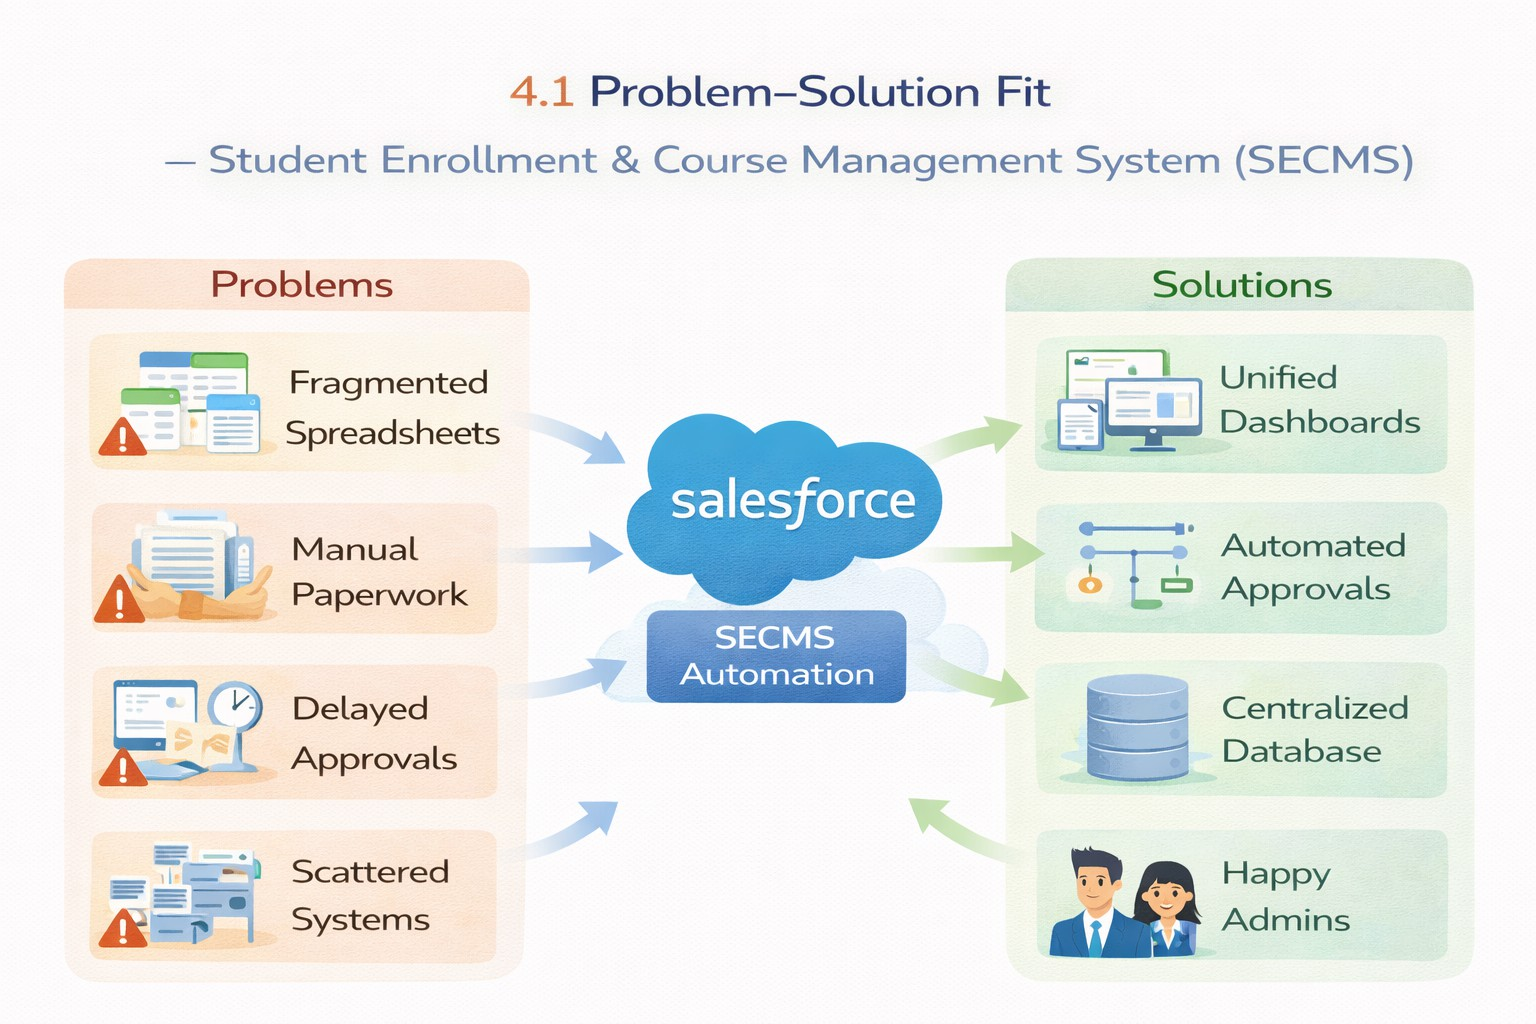 4.1 Problem–Solution Fit
— Student Enrollment & Course Management System (SECMS)
Problems
Fragmented
Spreadsheets
Manual
Paperwork
Delayed
Approvals
Scattered
Systems
salesforce
SECMS
Automation
Solutions
Unified
Dashboards
Automated
Approvals
Centralized
Database
Happy
Admins